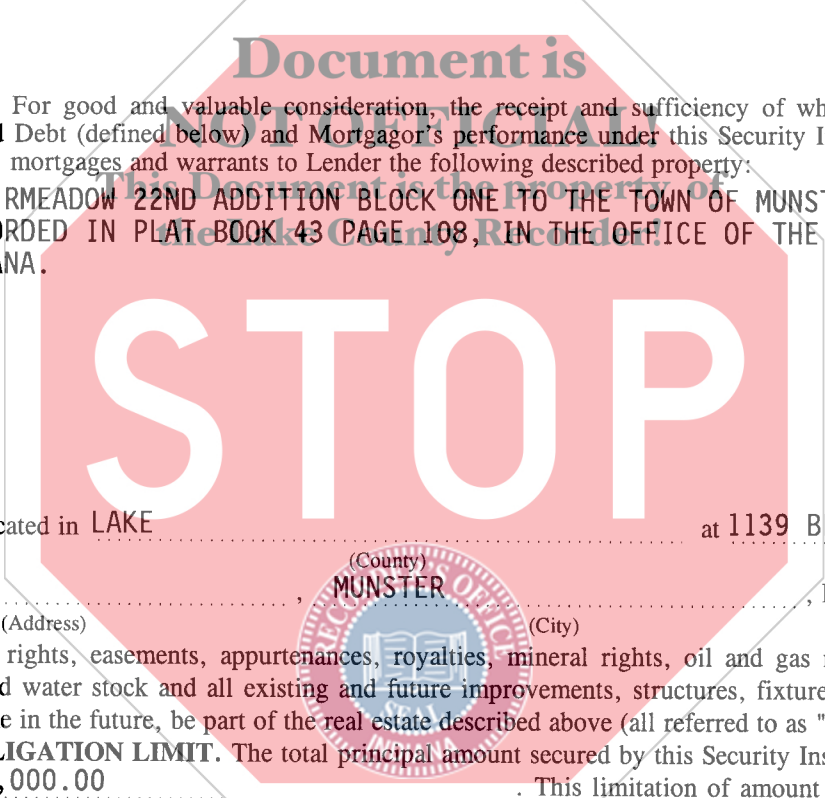 Document is
For good and valuable consideration, the receipt and sufficiency of wh
NOT OFFICIAL!
d Debt (defined below) and Mortgagor's performance under this Security I
mortgages and warrants to Lender the following described property:
This Document is the property of
RMEADOW 22ND ADDITION BLOCK ONE TO THE TOWN OF MUNST
the Lake County Recorder!
ORDED IN PLAT BOOK 43 PAGE 108, IN THE OFFICE OF THE
ANA.
STOP
cated in LAKE at 1139 B
(County)
, MUNSTER ,
(Address) (City)
RECORDER'S OFFICE
rights, easements, appurtenances, royalties, mineral rights, oil and gas
d water stock and all existing and future improvements, structures, fixture
SEAL
e in the future, be part of the real estate described above (all referred to as "
INDIANA
LIGATION LIMIT. The total principal amount secured by this Security Ins
,000.00 . This limitation of amount